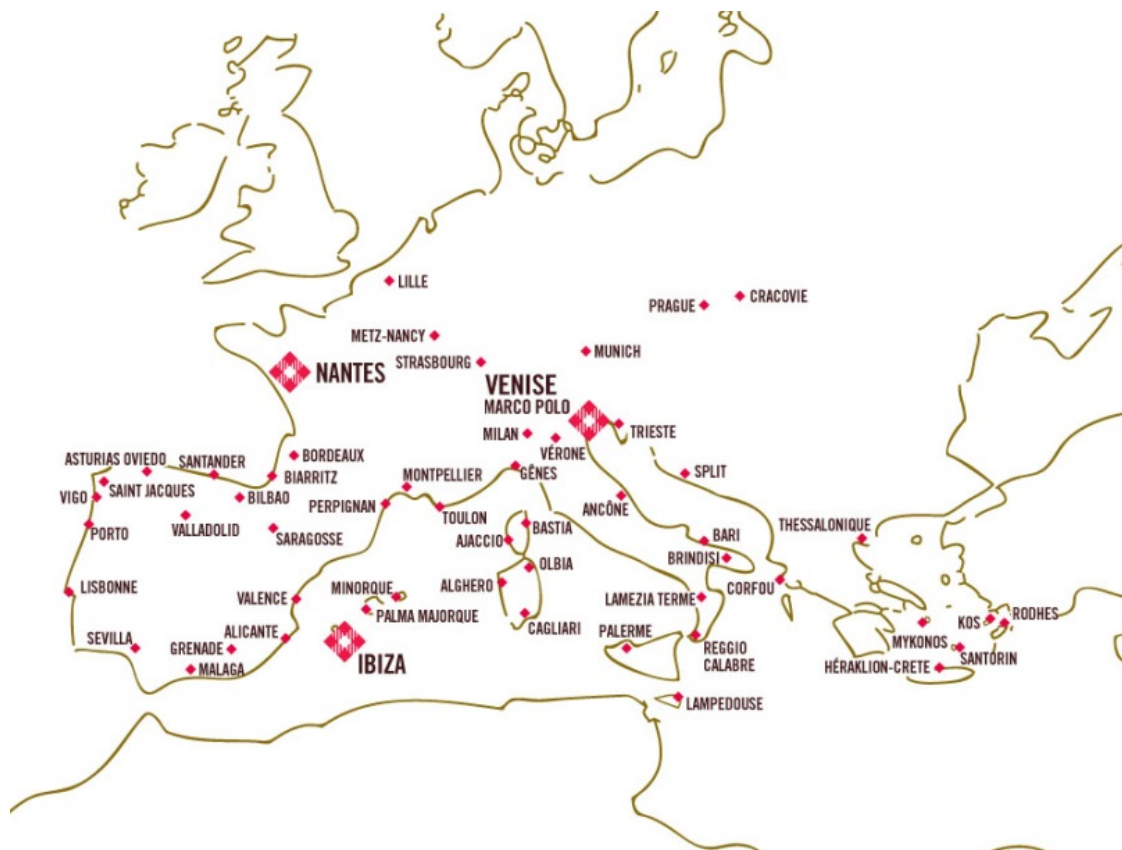 LILLE
CRACOVIE
PRAGUE
METZ-NANCY
MUNICH
STRASBOURG
NANTES
VENISE
MARCO POLO
TRIESTE
MILAN
VÉRONE
BORDEAUX
ASTURIAS OVIEDO
SANTANDER
GÊNES
SPLIT
MONTPELLIER
BIARRITZ
SAINT JACQUES
VIGO
BILBAO
PERPIGNAN
ANCÔNE
TOULON
PORTO
VALLADOLID
BASTIA
THESSALONIQUE
SARAGOSSE
BARI
AJACCIO
BRINDISI
OLBIA
ALGHERO
CORFOU
MINORQUE
LISBONNE
VALENCE
LAMEZIA TERME
PALMA MAJORQUE
RODHES
KOS
CAGLIARI
PALERME
ALICANTE
SEVILLA
MYKONOS
GRENADE
REGGIO
CALABRE
SANTORIN
IBIZA
HÉRAKLION-CRETE
MALAGA
LAMPEDOUSE